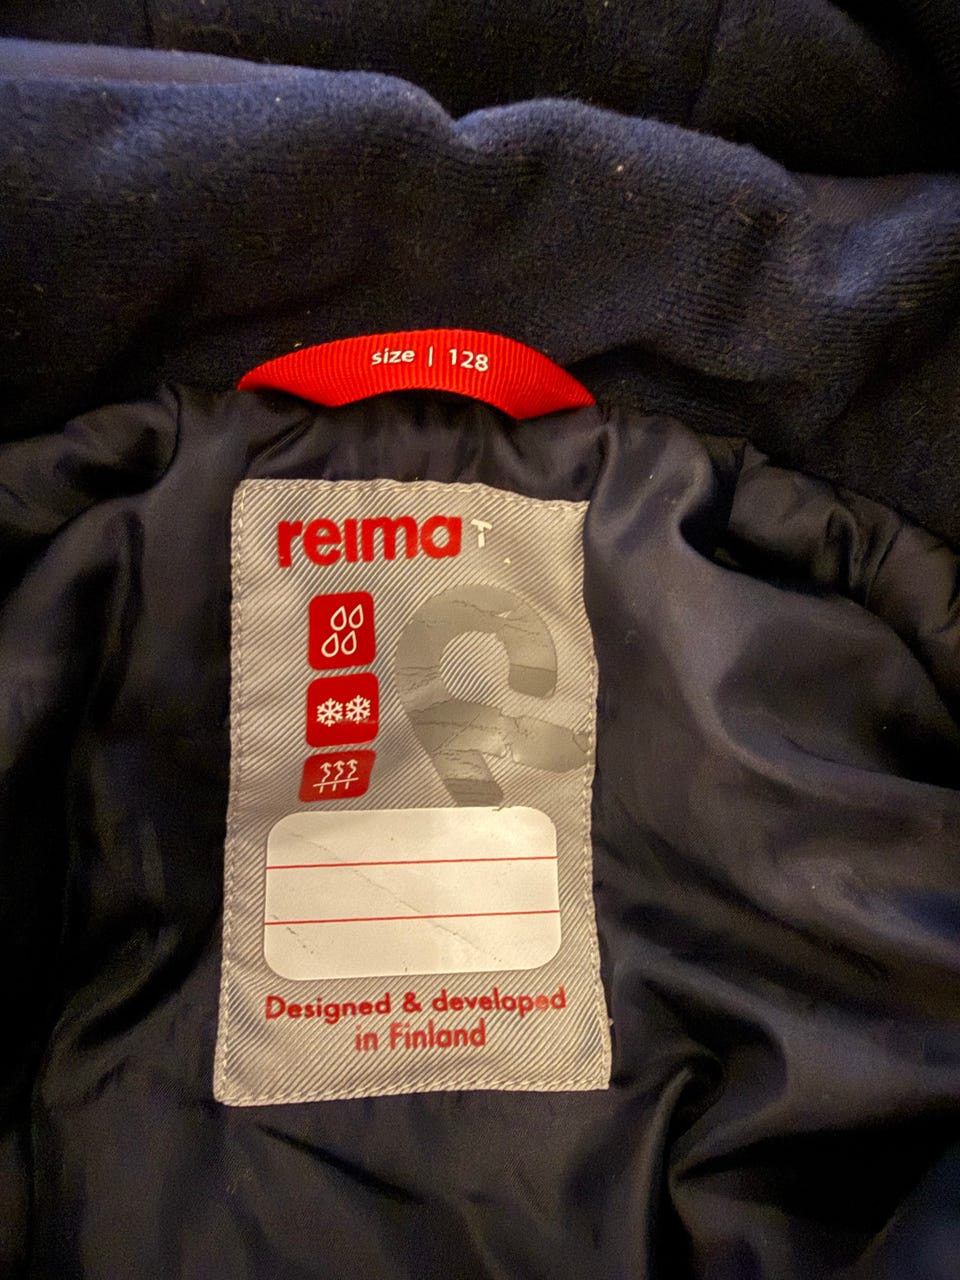 size | 128
reima T
Designed & developed
in Finland